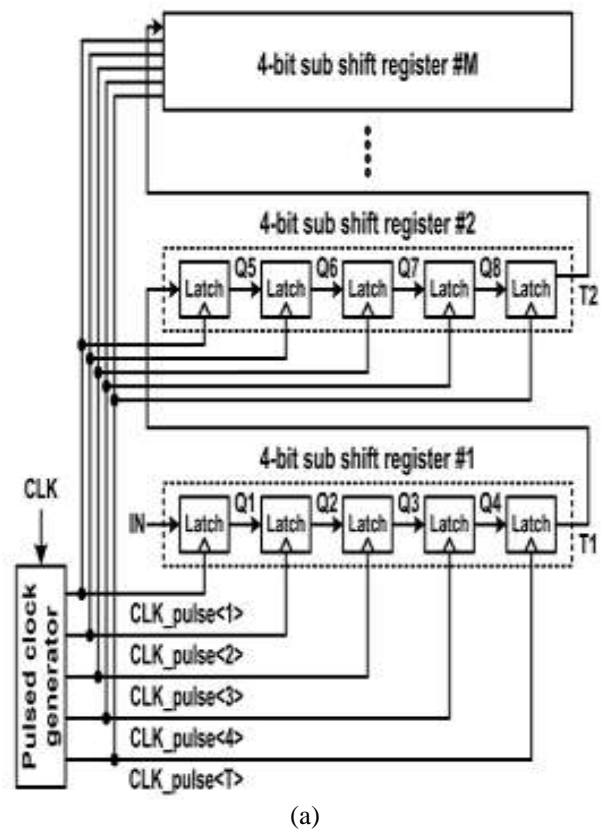 4-bit sub shift register #M
4-bit sub shift register #2
Q5 Q6 Q7 Q8
Latch Latch Latch Latch Latch
T2
4-bit sub shift register #1
CLK
Q1 Q2 Q3 Q4
IN Latch Latch Latch Latch Latch
T1
Pulsed clock
generator
CLK_pulse<1>
CLK_pulse<2>
CLK_pulse<3>
CLK_pulse<4>
CLK_pulse<T>
(a)